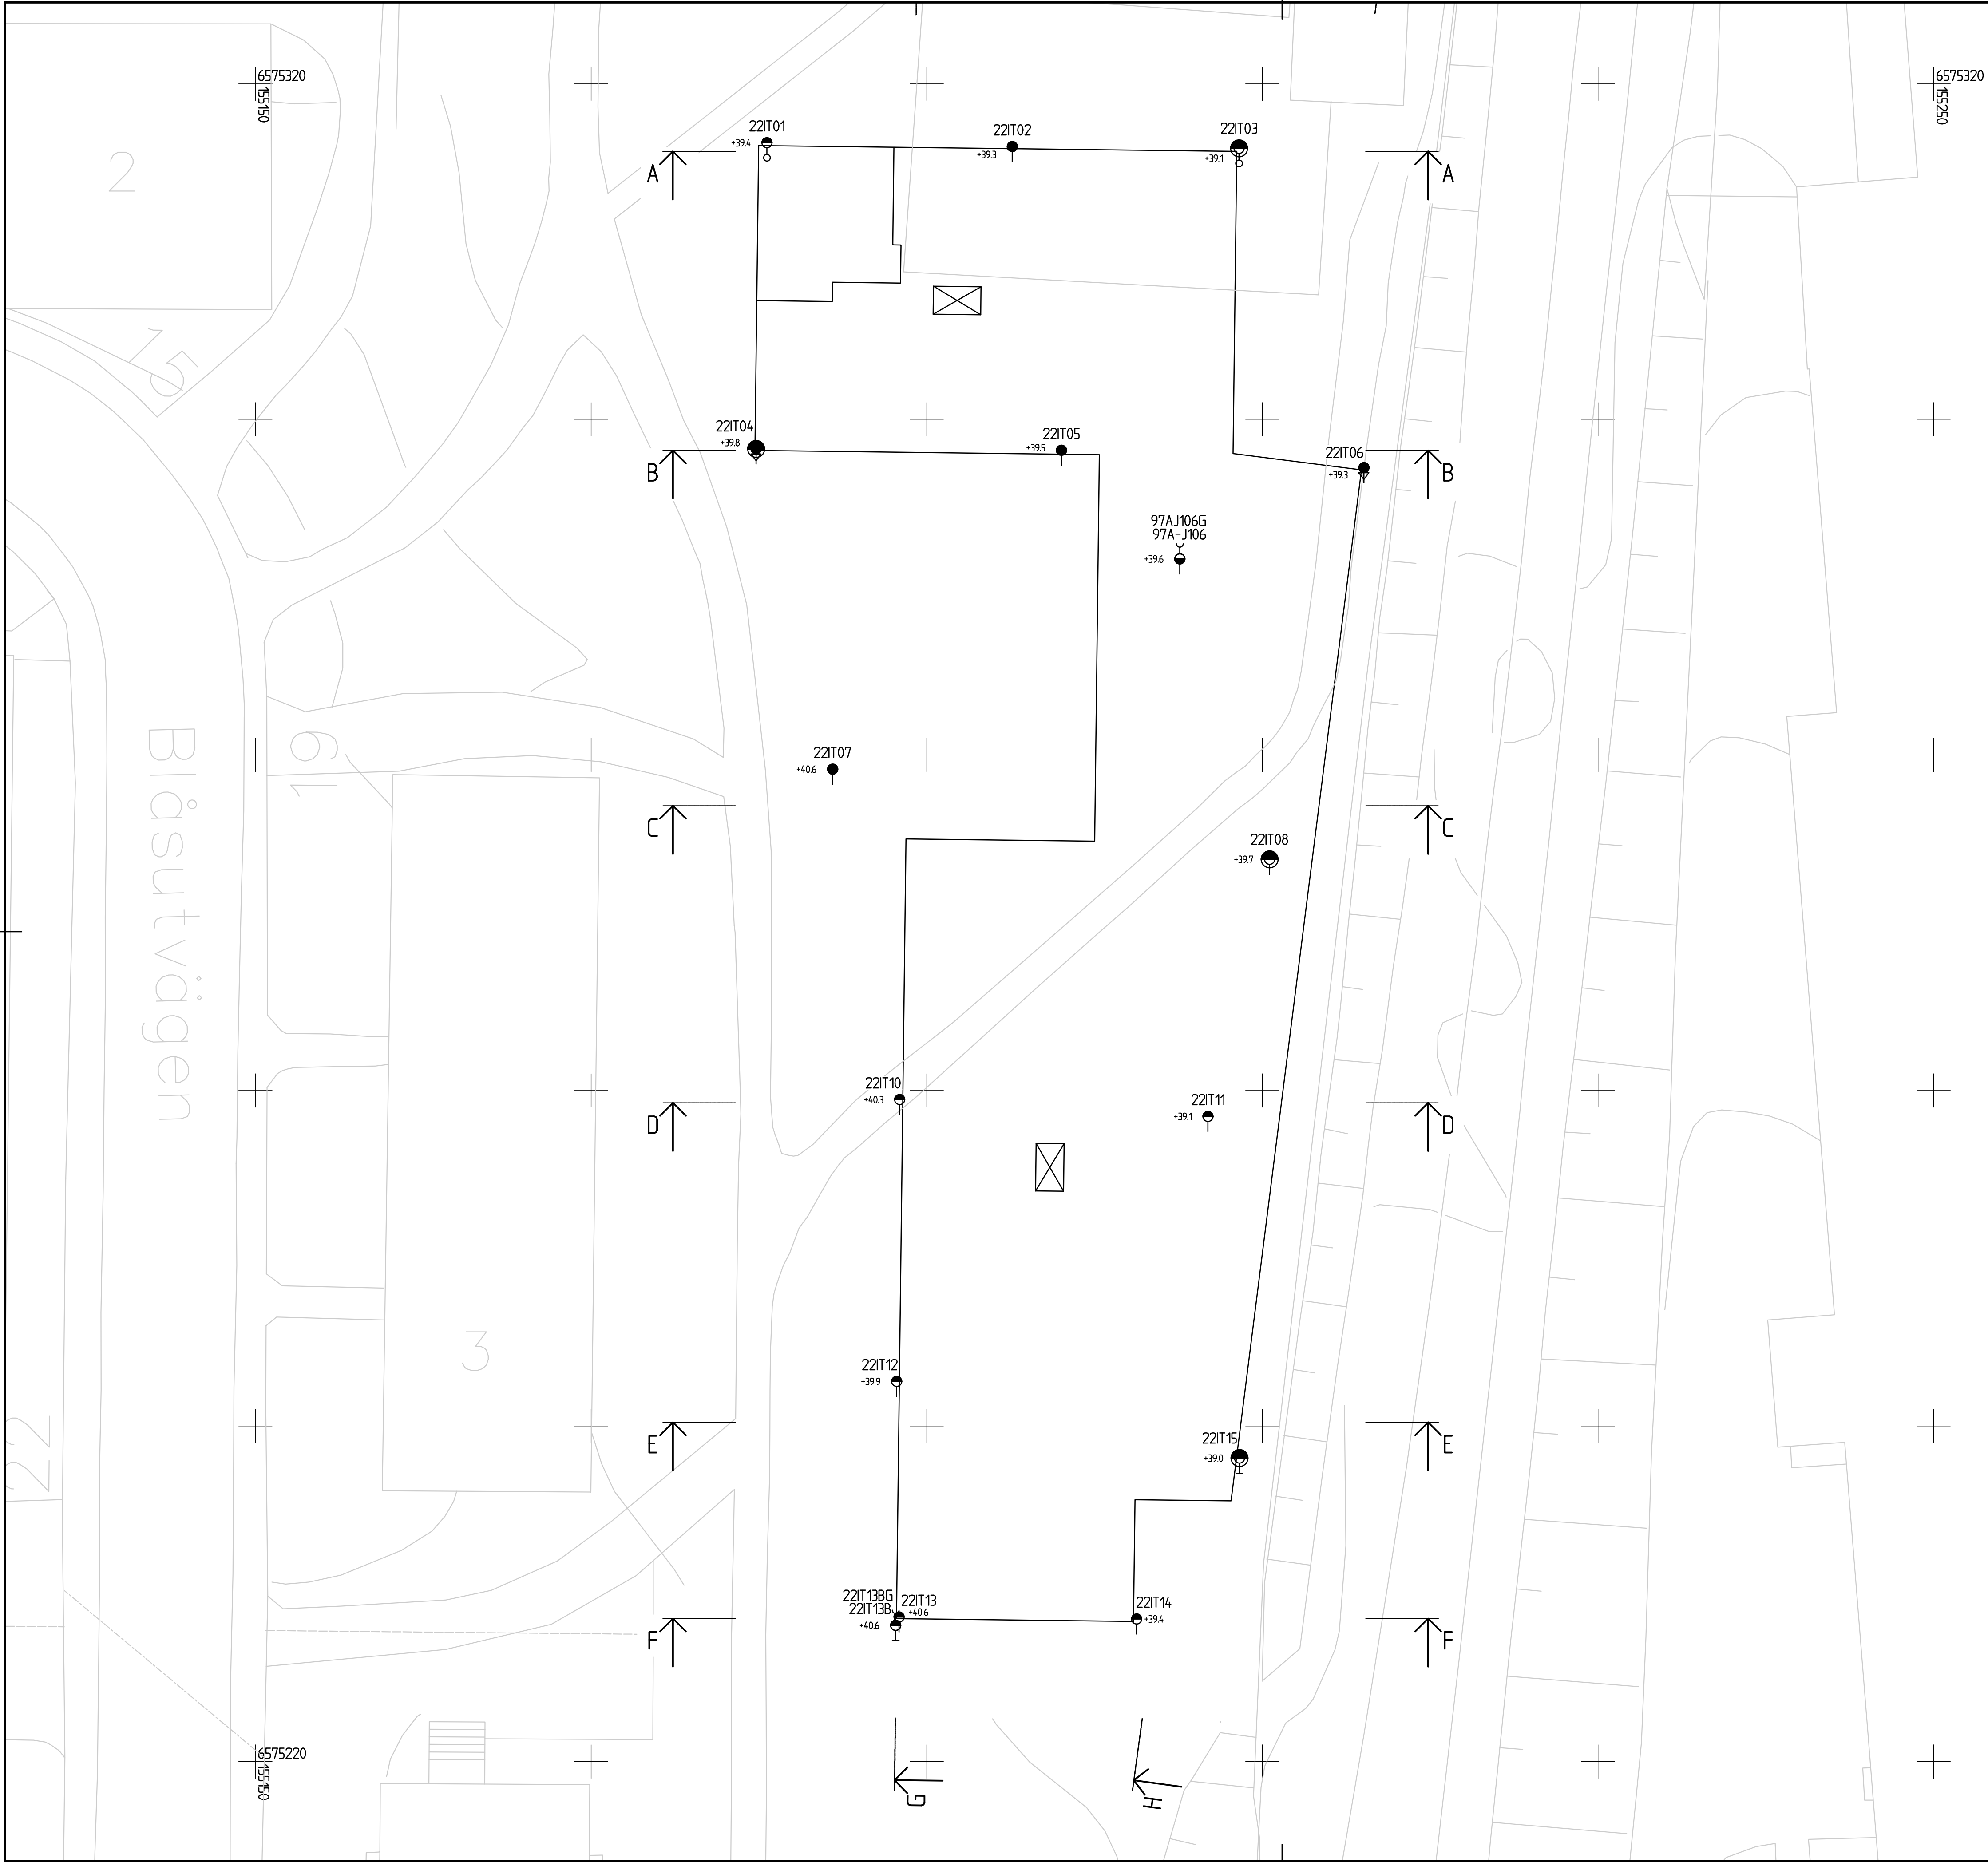 6575320
155150
6575320
155250
2
22IT01
+39.4
22IT02
+39.3
22IT03
+39.1
A
A
15
22IT04
+39.8
22IT05
+39.5
22IT06
+39.3
B
B
97AJ106G
97A-J106
+39.6
Blåsutvägen
19
22IT07
+40.6
C
C
22IT08
+39.7
22IT10
+40.3
22IT11
+39.1
D
D
3
22IT12
+39.9
22
E
E
22IT15
+39.0
22IT13BG
22IT13B
+40.6
22IT13
+40.6
22IT14
+39.4
F
F
6575220
155150
G
H